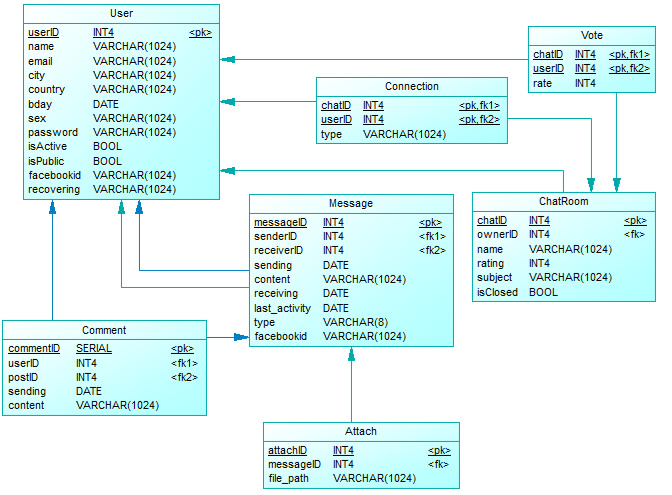 User
userID INT4 <pk>
name VARCHAR(1024)
email VARCHAR(1024)
city VARCHAR(1024)
country VARCHAR(1024)
bday DATE
sex VARCHAR(1024)
password VARCHAR(1024)
isActive BOOL
isPublic BOOL
facebookid VARCHAR(1024)
recovering VARCHAR(1024)
Vote
chatID INT4 <pk,fk1>
userID INT4 <pk,fk2>
rate INT4
Connection
chatID INT4 <pk,fk1>
userID INT4 <pk,fk2>
type VARCHAR(1024)
Message
messageID INT4 <pk>
senderID INT4 <fk1>
receiverID INT4 <fk2>
sending DATE
content VARCHAR(1024)
receiving DATE
last_activity DATE
type VARCHAR(8)
facebookid VARCHAR(1024)
ChatRoom
chatID INT4 <pk>
ownerID INT4 <fk>
name VARCHAR(1024)
rating INT4
subject VARCHAR(1024)
isClosed BOOL
Comment
commentID SERIAL <pk>
userID INT4 <fk1>
postID INT4 <fk2>
sending DATE
content VARCHAR(1024)
Attach
attachID INT4 <pk>
messageID INT4 <fk>
file_path VARCHAR(1024)